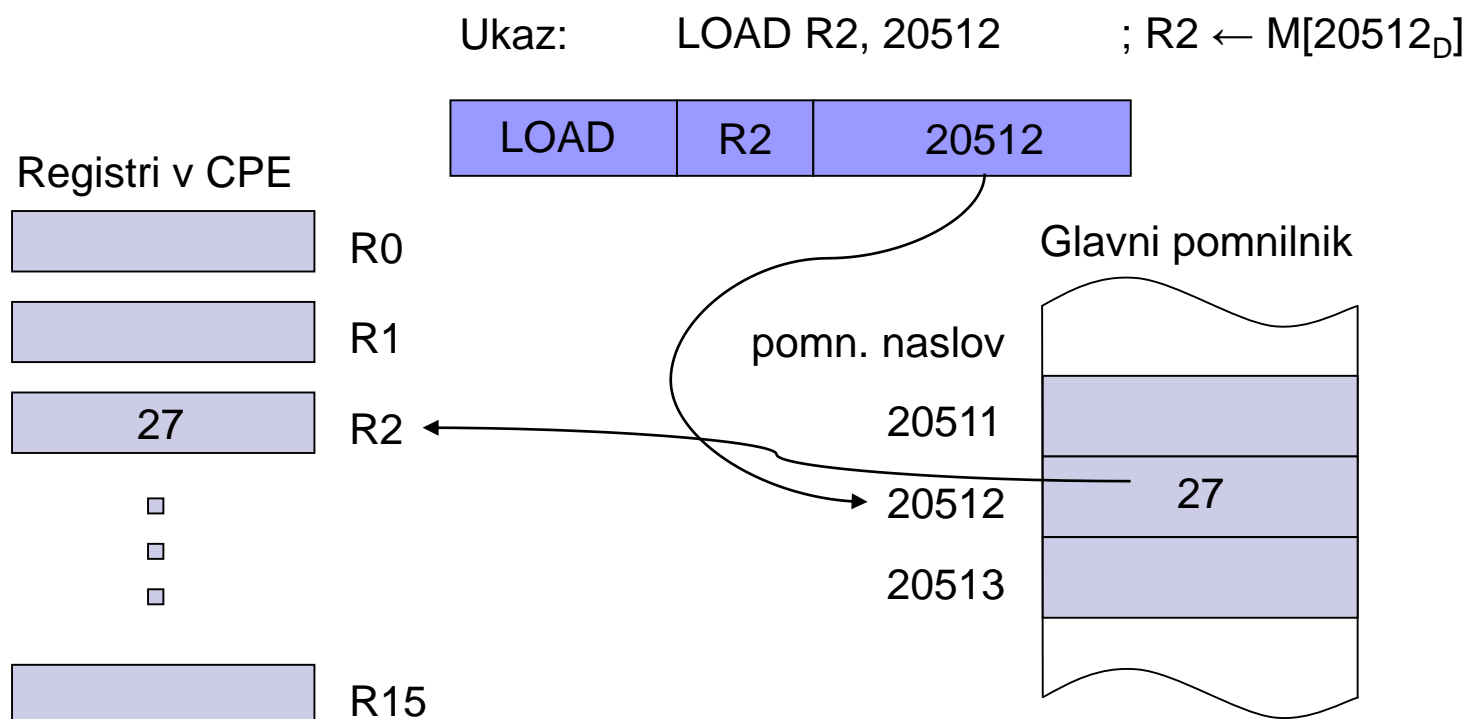 Ukaz: LOAD R2, 20512 ; R2 ← M[20512D]
LOAD R2 20512
Registri v CPE
R0
Glavni pomnilnik
R1
pomn. naslov
27 R2
20511
20512 27
20513
R15